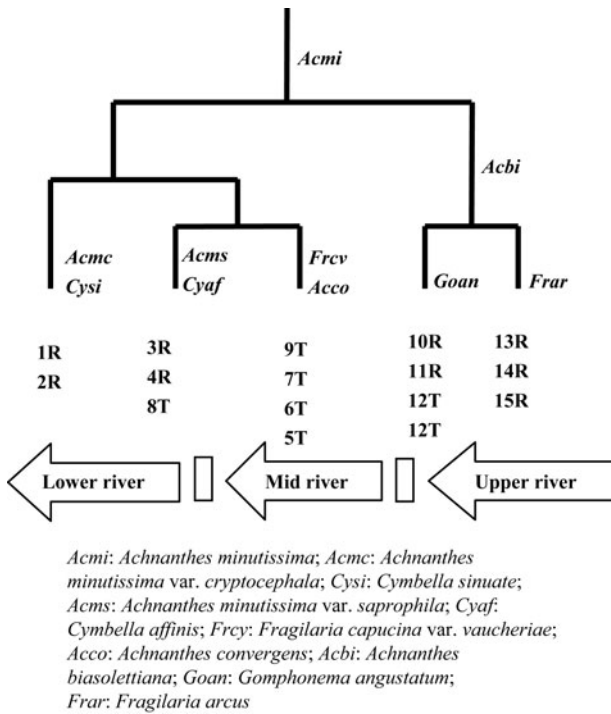 Acmi
Acbi
Acmc Acms Frcv
Cysi Cyaf Acco Goan Frar
1R 3R 9T 10R 13R
2R 4R 7T 11R 14R
8T 6T 12T 15R
5T 12T
Lower river Mid river Upper river
Acmi: Achnanthes minutissima; Acmc: Achnanthes
minutissima var. cryptocephala; Cysi: Cymbella sinuate;
Acms: Achnanthes minutissima var. saprophila; Cyaf:
Cymbella affinis; Frcy: Fragilaria capucina var. vaucheriae;
Acco: Achnanthes convergens; Acbi: Achnanthes
biasolettiana; Goan: Gomphonema angustatum;
Frar: Fragilaria arcus